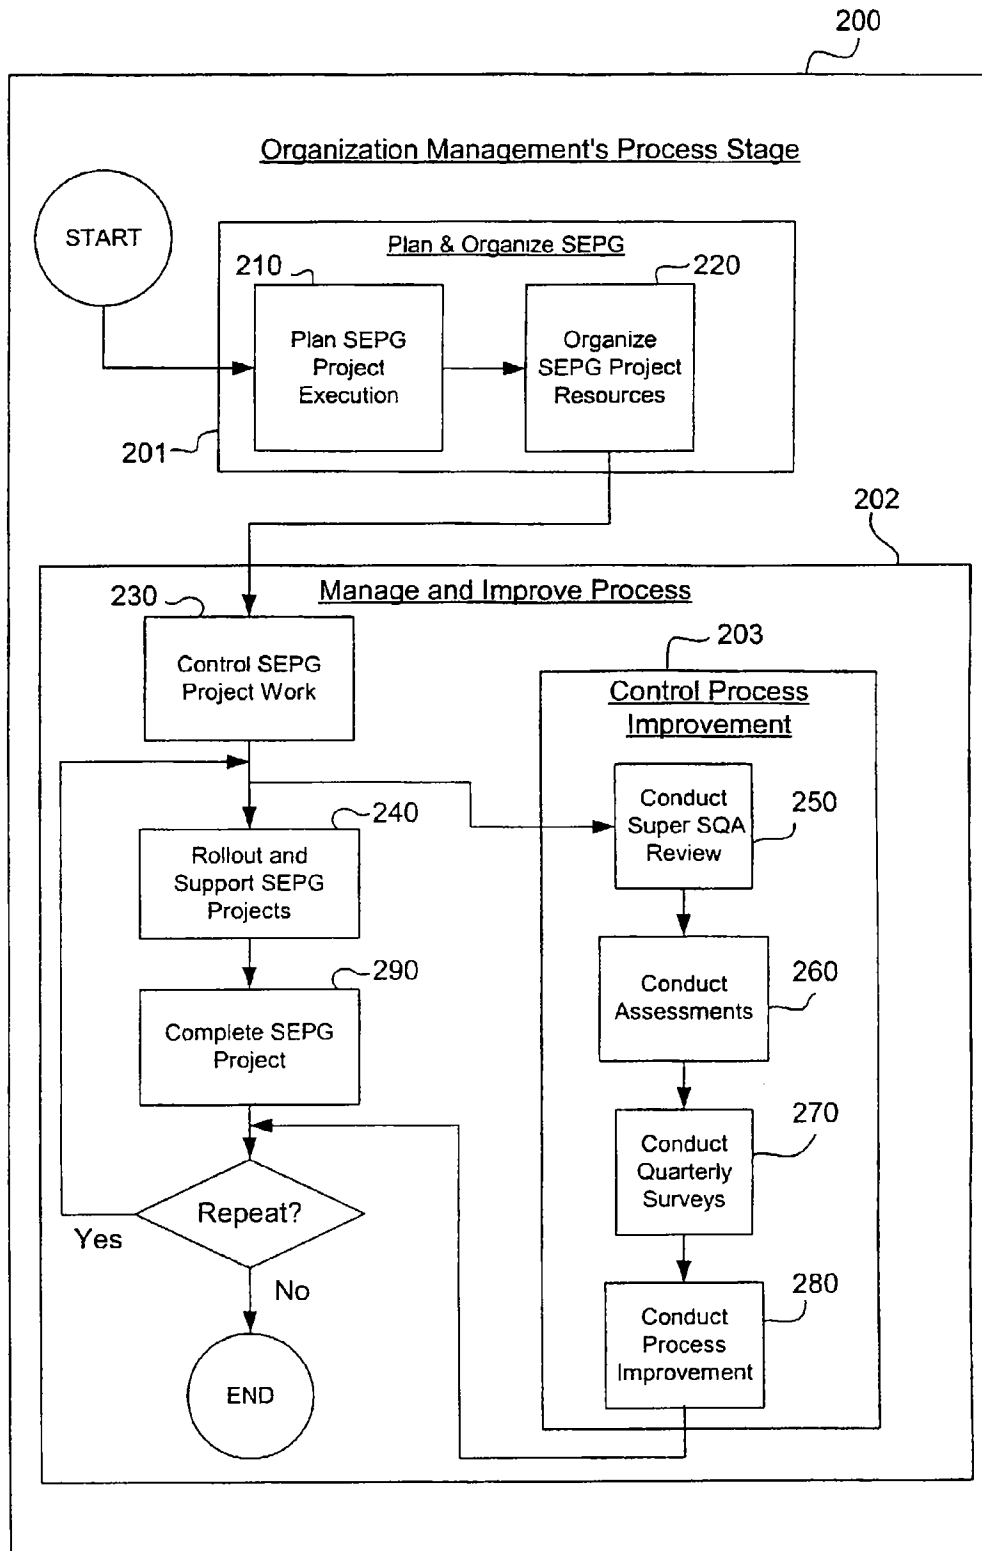 200
Organization Management's Process Stage
START
Plan & Organize SEPG
210
220
Plan SEPG
Project
Execution
Organize
SEPG Project
Resources
201
202
Manage and Improve Process
230
Control SEPG
Project Work
203
Control Process
Improvement
240
Rollout and
Support SEPG
Projects
Conduct
Super SQA
Review
250
290
Complete SEPG
Project
Conduct
Assessments
260
Conduct
Quarterly
Surveys
270
Repeat?
Yes
No
280
Conduct
Process
Improvement
END